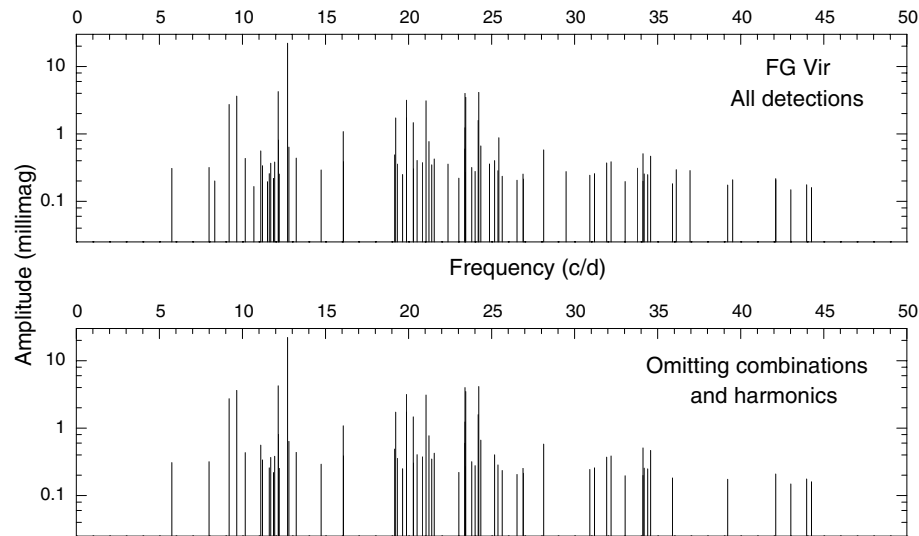 0 5 10 15 20 25 30 35 40 45 50
10
FG Vir
All detections
1
0.1
Frequency (c/d)
Amplitude (millimag)
0 5 10 15 20 25 30 35 40 45 50
10
Omitting combinations
and harmonics
1
0.1